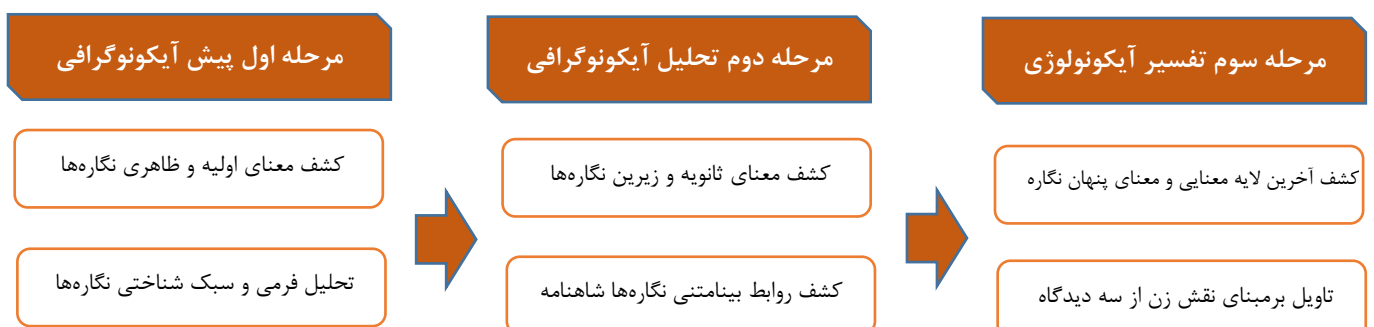 مرحله اول پیش آیکونوگرافی
کشف معنای اولیه و ظاهری نگاره‌ها
تحلیل فرمی و سبک شناختی نگاره‌ها
مرحله دوم تحلیل آیکونوگرافی
کشف معنای ثانویه و زیرین نگاره‌ها
کشف روابط بینامتنی نگاره‌ها شاهنامه
مرحله سوم تفسیر آیکونولوژی
کشف آخرین لایه معنایی و معنای پنهان نگاره
تاویل برمبنای نقش زن از سه دیدگاه